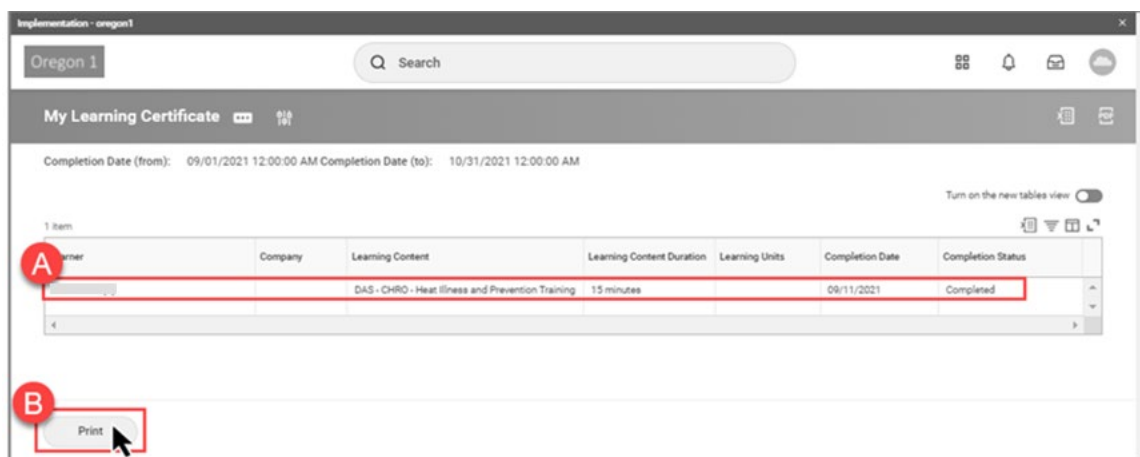 Implementation - oregon1
Oregon 1
Search
My Learning Certificate
PDF
Completion Date (from): 09/01/2021 12:00:00 AM Completion Date (to): 10/31/2021 12:00:00 AM
Turn on the new tables view
1 item
A
arner Company Learning Content Learning Content Duration Learning Units Completion Date Completion Status
DAS - CHRO - Heat Illness and Prevention Training 15 minutes 09/11/2021 Completed
B
Print